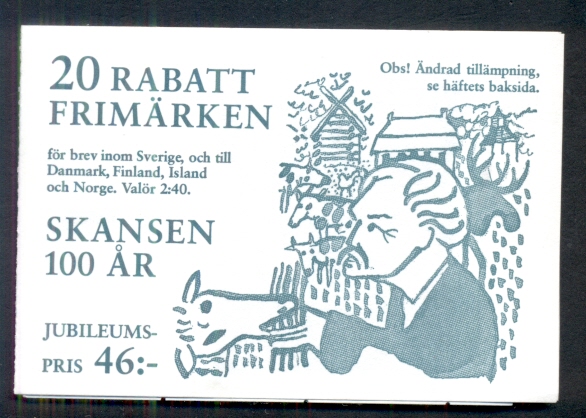 20 RABATT
FRIMÄRKEN
för brev inom Sverige, och till
Danmark, Finland, Island
och Norge. Valör 2:40.
SKANSEN
100 ÅR
JUBILEUMS-
PRIS 46:-
Obs! Ändrad tillämpning,
se häftets baksida.